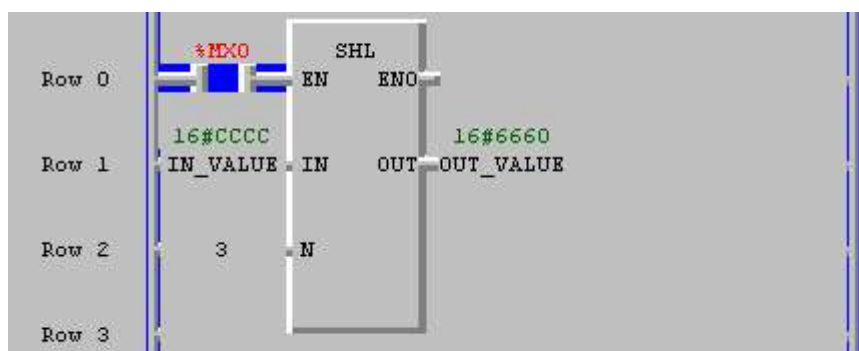 %MX0 SHL
Row 0 EN ENO
16#CCCC 16#6660
Row 1 IN_VALUE IN OUT OUT_VALUE
Row 2 3 N
Row 3